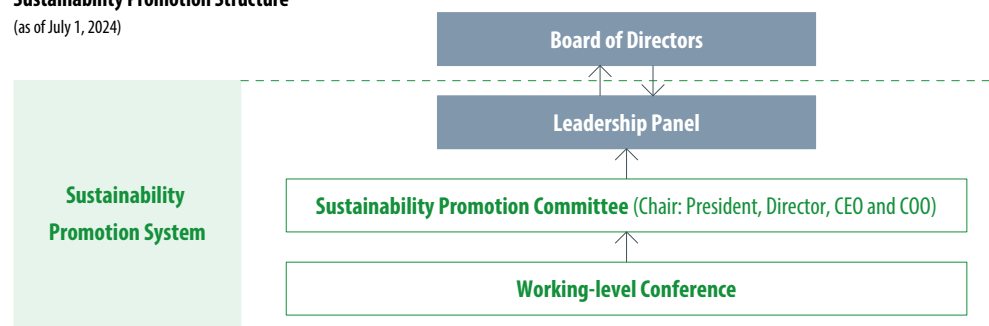 Sustainability Promotion Structure
(as of July 1, 2024)
Board of Directors
Leadership Panel
Sustainability
Promotion System
Sustainability Promotion Committee (Chair: President, Director, CEO and COO)
Working-level Conference